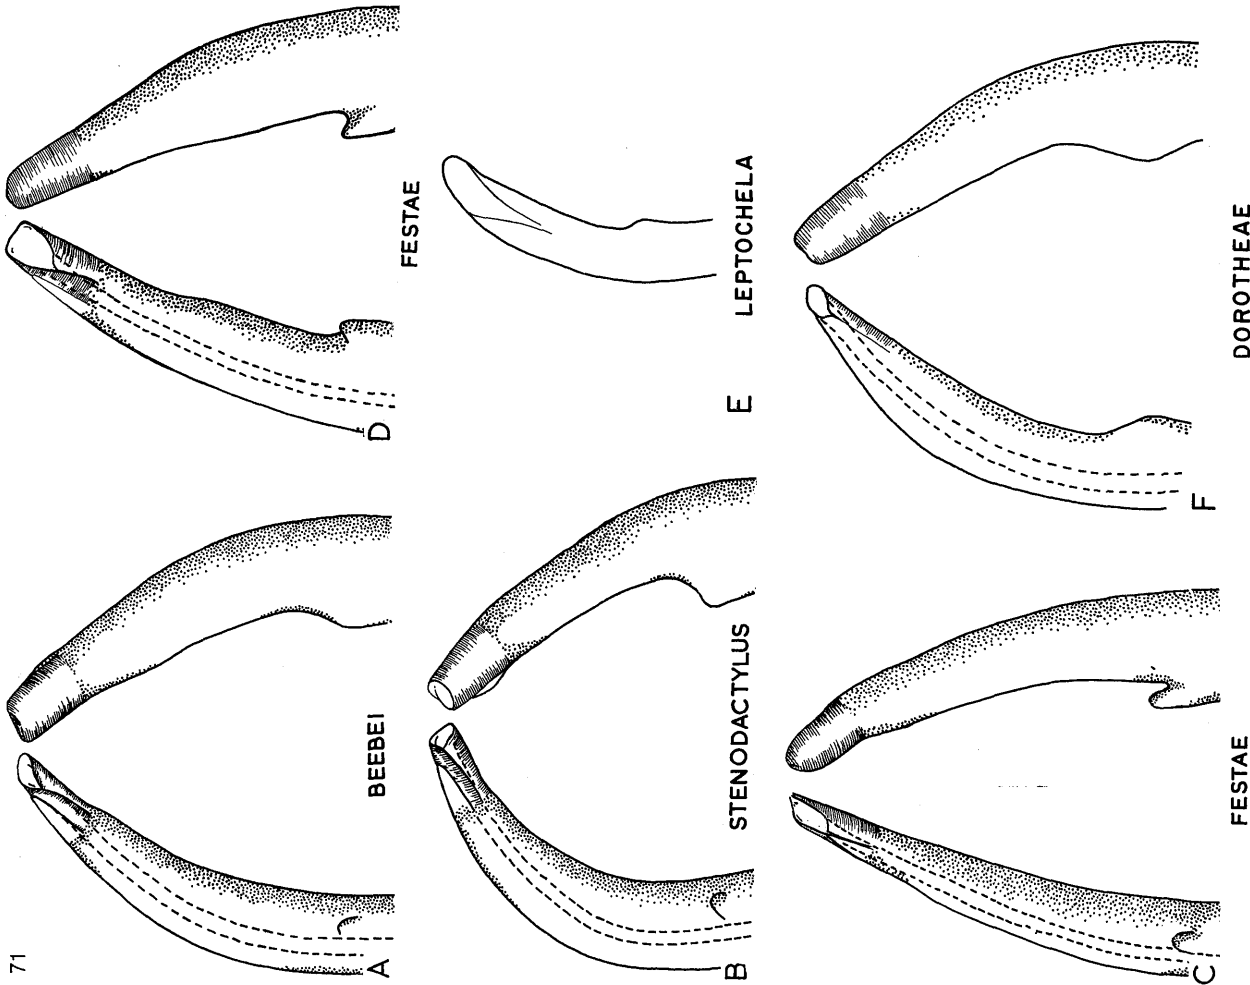 71
A
BEEBEI
B
STENODACTYLUS
C
FESTAE
D
FESTAE
E
LEPTOCHELA
F
DOROTHEAE